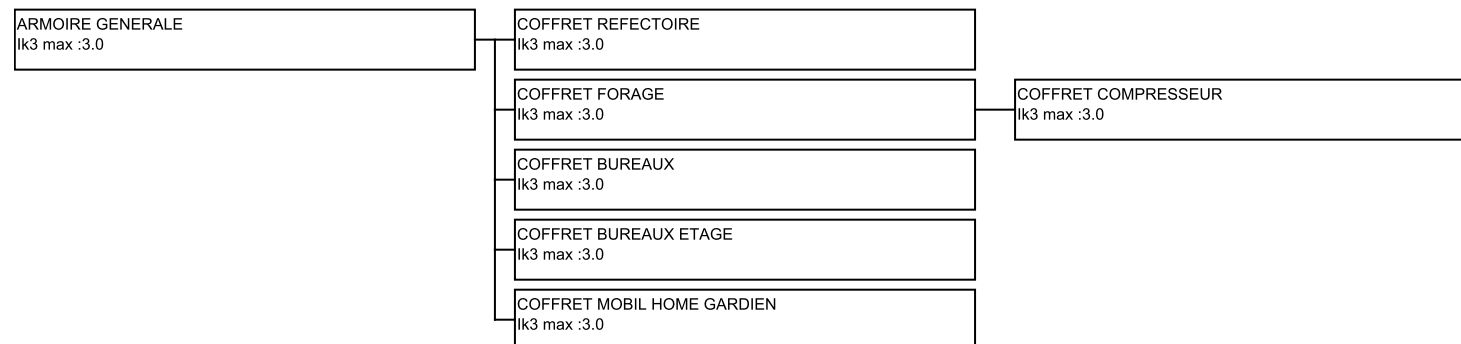 ARMOIRE GENERALE
Ik3 max :3.0
COFFRET REFECTOIRE
Ik3 max :3.0
COFFRET FORAGE
Ik3 max :3.0
COFFRET COMPRESSEUR
Ik3 max :3.0
COFFRET BUREAUX
Ik3 max :3.0
COFFRET BUREAUX ETAGE
Ik3 max :3.0
COFFRET MOBIL HOME GARDIEN
Ik3 max :3.0